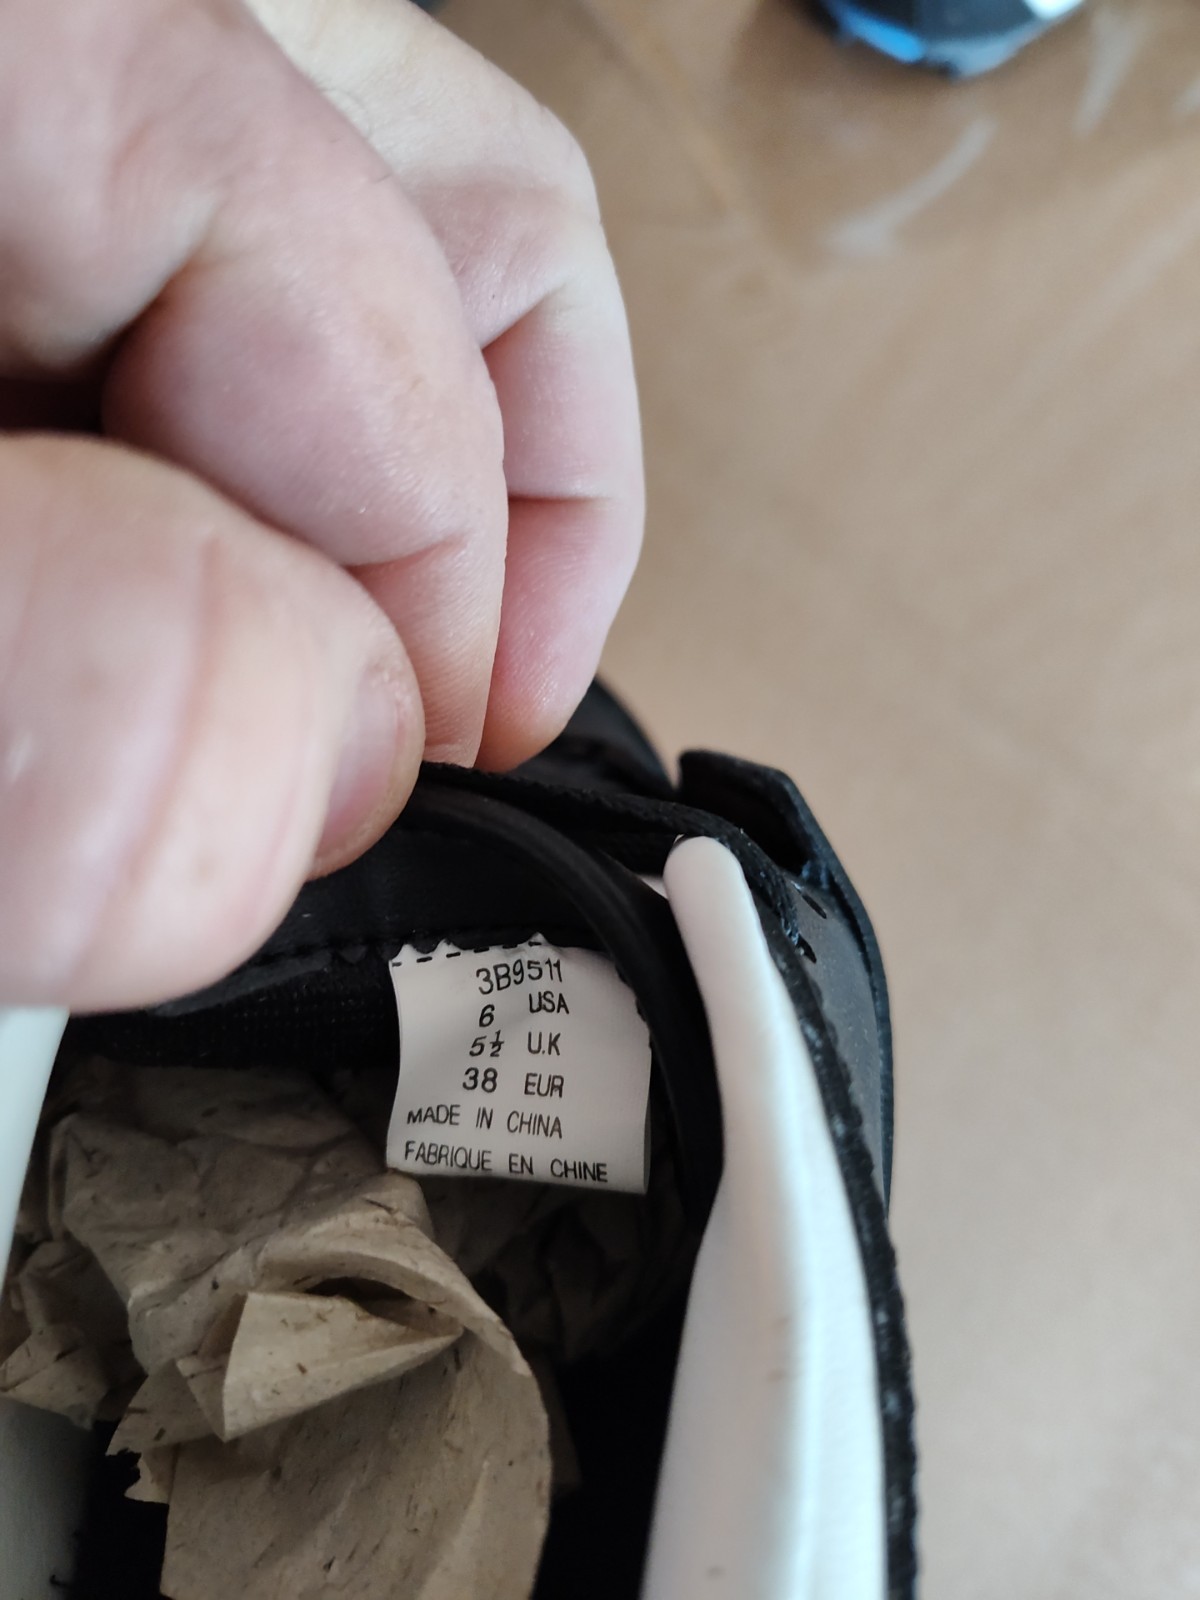 3B9511
6 USA
5½ U.K
38 EUR
MADE IN CHINA
FABRIQUE EN CHINE